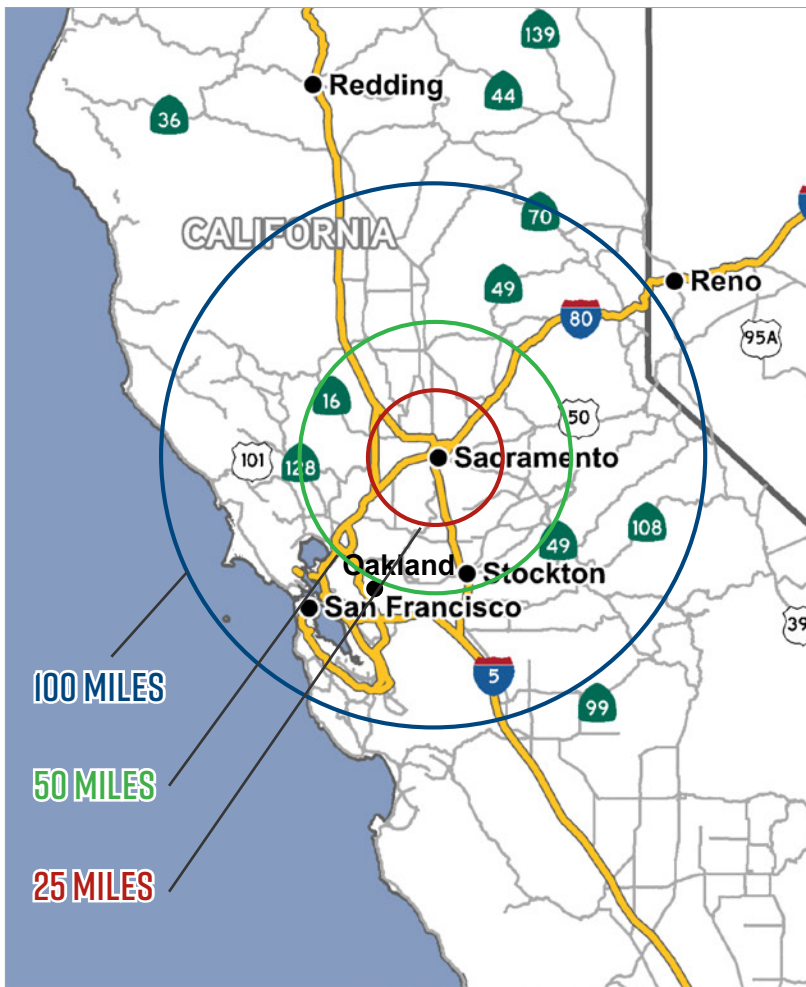 139
Redding
44
36
70
CALIFORNIA
49
Reno
80
95A
16
50
101
128
Sacramento
108
49
Oakland
Stockton
San Francisco
39
100 MILES
5
99
50 MILES
25 MILES